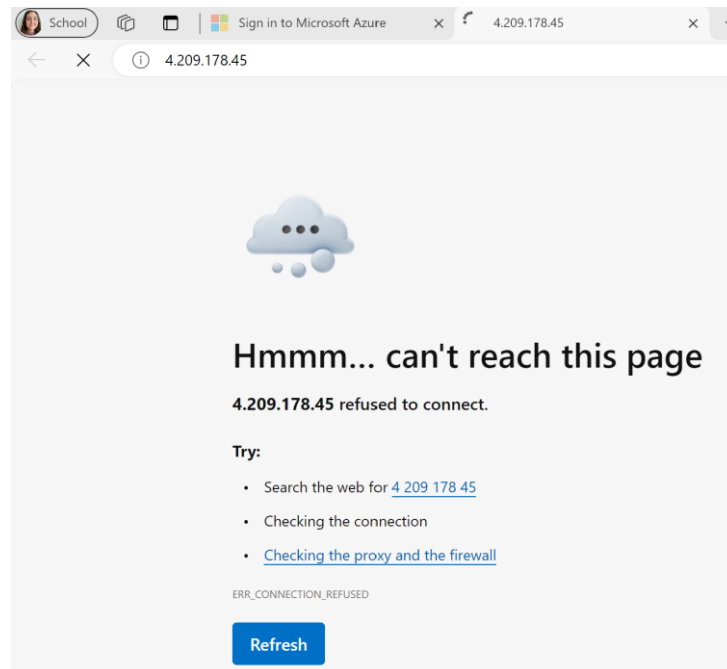 School
Sign in to Microsoft Azure
4.209.178.45
4.209.178.45
Hmmm... can't reach this page
4.209.178.45 refused to connect.
Try:
• Search the web for 4 209 178 45
• Checking the connection
• Checking the proxy and the firewall
ERR_CONNECTION_REFUSED
Refresh